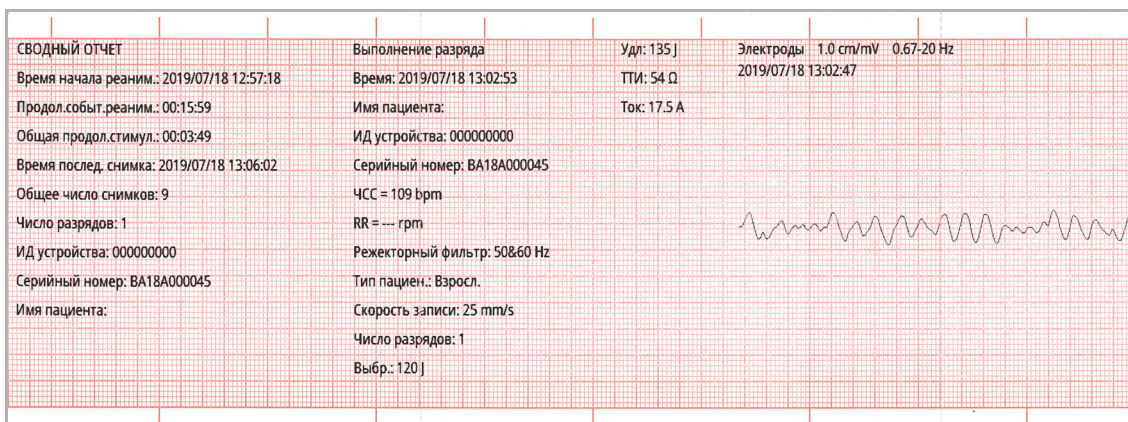 СВОДНЫЙ ОТЧЕТ
Время начала реаним.: 2019/07/18 12:57:18
Продол.событ.реаним.: 00:15:59
Общая продол.стимул.: 00:03:49
Время послед. снимка: 2019/07/18 13:06:02
Общее число снимков: 9
Число разрядов: 1
ИД устройства: 000000000
Серийный номер: BA18A000045
Имя пациента:
Выполнение разряда
Время: 2019/07/18 13:02:53
Имя пациента:
ИД устройства: 000000000
Серийный номер: BA18A000045
ЧСС = 109 bpm
RR = --- rpm
Режекторный фильтр: 50&60 Hz
Тип пациен.: Взросл.
Скорость записи: 25 mm/s
Число разрядов: 1
Выбр.: 120 J
Удл: 135 J
ТТИ: 54 Ω
Ток: 17.5 A
Электроды 1.0 cm/mV 0.67-20 Hz
2019/07/18 13:02:47